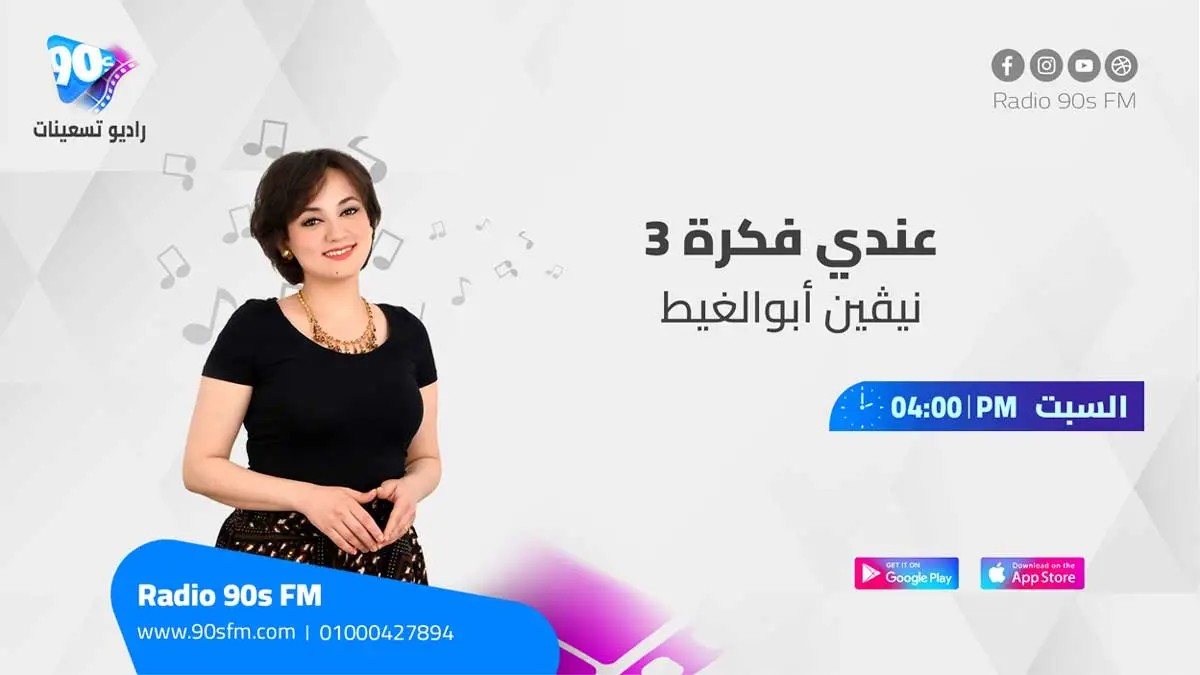 90s
راديو تسعينات
Radio 90s FM
عندي فكرة 3
نيڤين أبوالغيط
السبت 04:00 | PM
GET IT ON
Google Play
Download on the
App Store
Radio 90s FM
www.90sfm.com | 01000427894